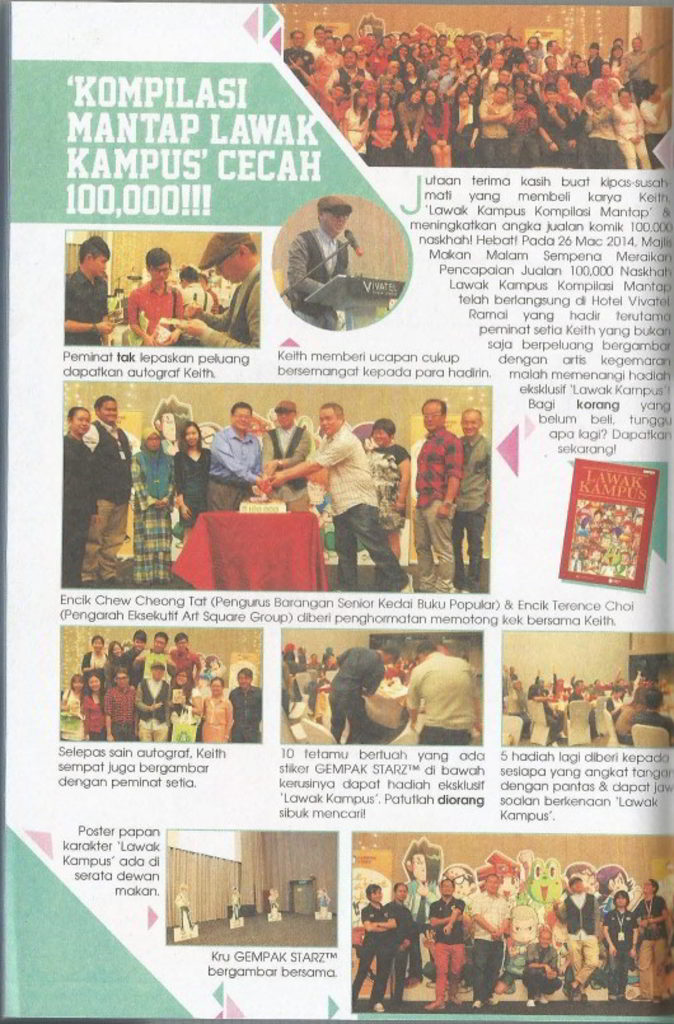 'KOMPILASI
MANTAP LAWAK
KAMPUS' CECAH
100,000!!!
Jutaan terima kasih buat kipas-susah-
mati yang membeli karya Keith,
'Lawak Kampus Kompilasi Mantap' &
meningkatkan angka jualan komik 100,000
naskhah! Hebat! Pada 26 Mac 2014, Majlis
Makan Malam Sempena Meraikan
Pencapaian Jualan 100,000 Naskhah
Lawak Kampus Kompilasi Mantap
telah berlangsung di Hotel Vivatel.
Ramai yang hadir terutama
peminat setia Keith yang bukan
saja berpeluang bergambar
dengan artis kegemaran
malah memenangi hadiah
eksklusif 'Lawak Kampus'!
Bagi korang yang
belum beli, tunggu
apa lagi? Dapatkan
sekarang!
VIVATEL
Peminat tak lepaskan peluang
dapatkan autograf Keith.
Keith memberi ucapan cukup
bersemangat kepada para hadirin.
100,000
LAWAK
KAMPUS
Encik Chew Cheong Tat (Pengurus Barangan Senior Kedai Buku Popular) & Encik Terence Choi
(Pengarah Eksekutif Art Square Group) diberi penghormatan memotong kek bersama Keith.
Selepas sain autograf, Keith
sempat juga bergambar
dengan peminat setia.
10 tetamu bertuah yang ada
stiker GEMPAK STARZ™ di bawah
kerusinya dapat hadiah eksklusif
'Lawak Kampus'. Patutlah diorang
sibuk mencari!
5 hadiah lagi diberi kepada
sesiapa yang angkat tangan
dengan pantas & dapat jaw
soalan berkenaan 'Lawak
Kampus'.
Poster papan
karakter 'Lawak
Kampus' ada di
serata dewan
makan.
Kru GEMPAK STARZ™
bergambar bersama.